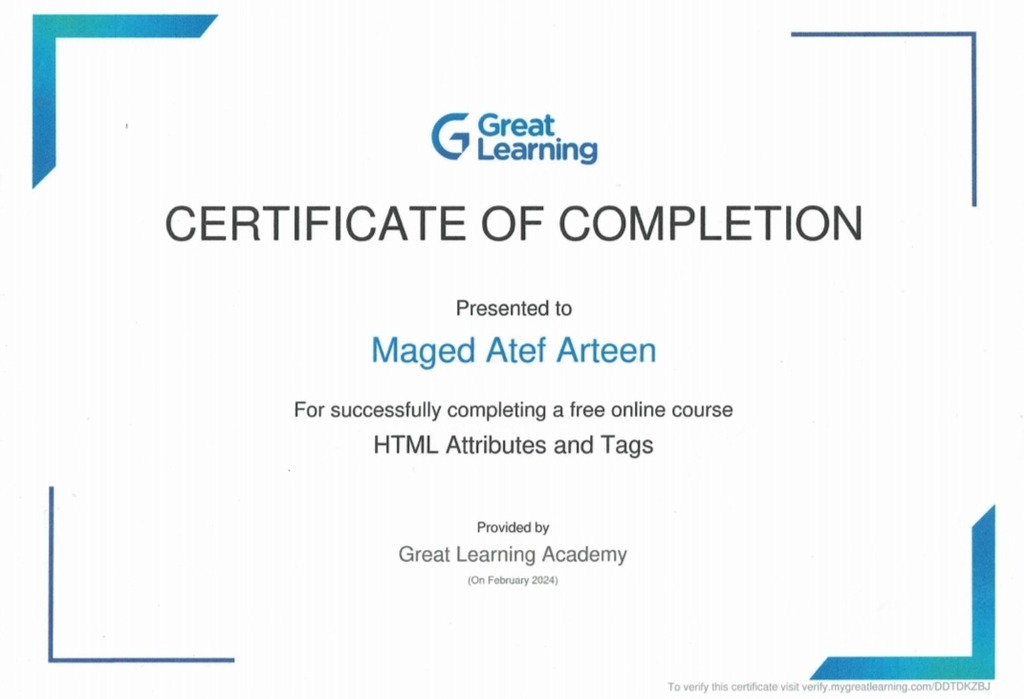 Great
Learning
CERTIFICATE OF COMPLETION
Presented to
Maged Atef Arteen
For successfully completing a free online course
HTML Attributes and Tags
Provided by
Great Learning Academy
(On February 2024)
To verify this certificate visit verify.mygreatlearning.com/DDTDKZBJ